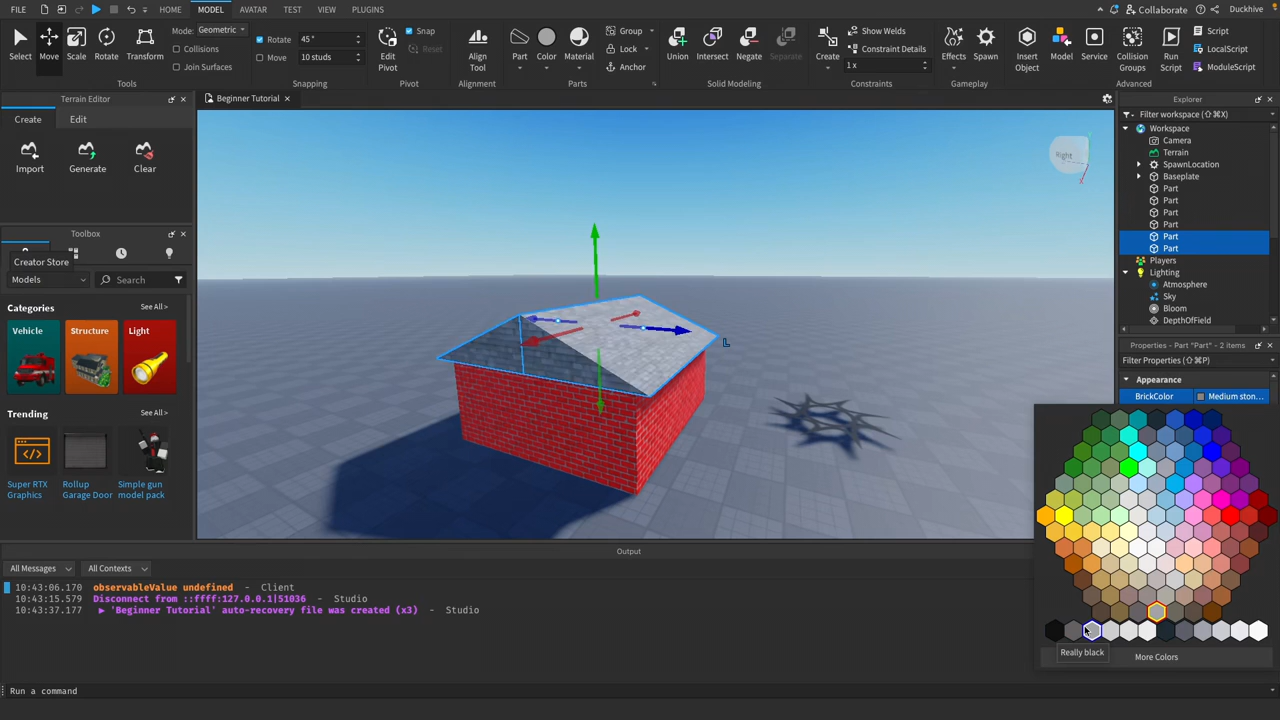 FILE HOME MODEL AVATAR TEST VIEW PLUGINS Collaborate Duckhive
Select Move Scale Rotate Transform
Mode: Geometric
Collisions
Join Surfaces
Rotate 45 °
Move 10 studs
Snap
Reset
Edit Pivot
Align Tool
Part Color Material
Group
Lock
Anchor
Union Intersect Negate Separate
Create
Show Welds
Constraint Details
1 x
Effects Spawn
Insert Object
Model Service
Collision Groups
Run Script
Script
LocalScript
ModuleScript
Tools Snapping Pivot Alignment Parts Solid Modeling Constraints Gameplay Advanced
Terrain Editor
Create Edit
Import Generate Clear
Toolbox
Creator Store
Models Search
Categories See All >
Vehicle Structure Light
Trending See All >
Super RTX Graphics
Rollup Garage Door
Simple gun model pack
Beginner Tutorial
Right
X
Explorer
Filter workspace (⇧⌘X)
Workspace
Camera
Terrain
SpawnLocation
Baseplate
Part
Part
Part
Part
Part
Part
Players
Lighting
Atmosphere
Sky
Bloom
DepthOfField
Properties - Part "Part" - 2 items
Filter Properties (⇧⌘P)
Appearance
BrickColor Medium ston...
Really black
More Colors
Output
All Messages All Contexts
10:43:06.170 observableValue undefined - Client
10:43:15.579 Disconnect from ::ffff:127.0.0.1|51036 - Studio
10:43:37.177 ▶ 'Beginner Tutorial' auto-recovery file was created (x3) - Studio
Run a command